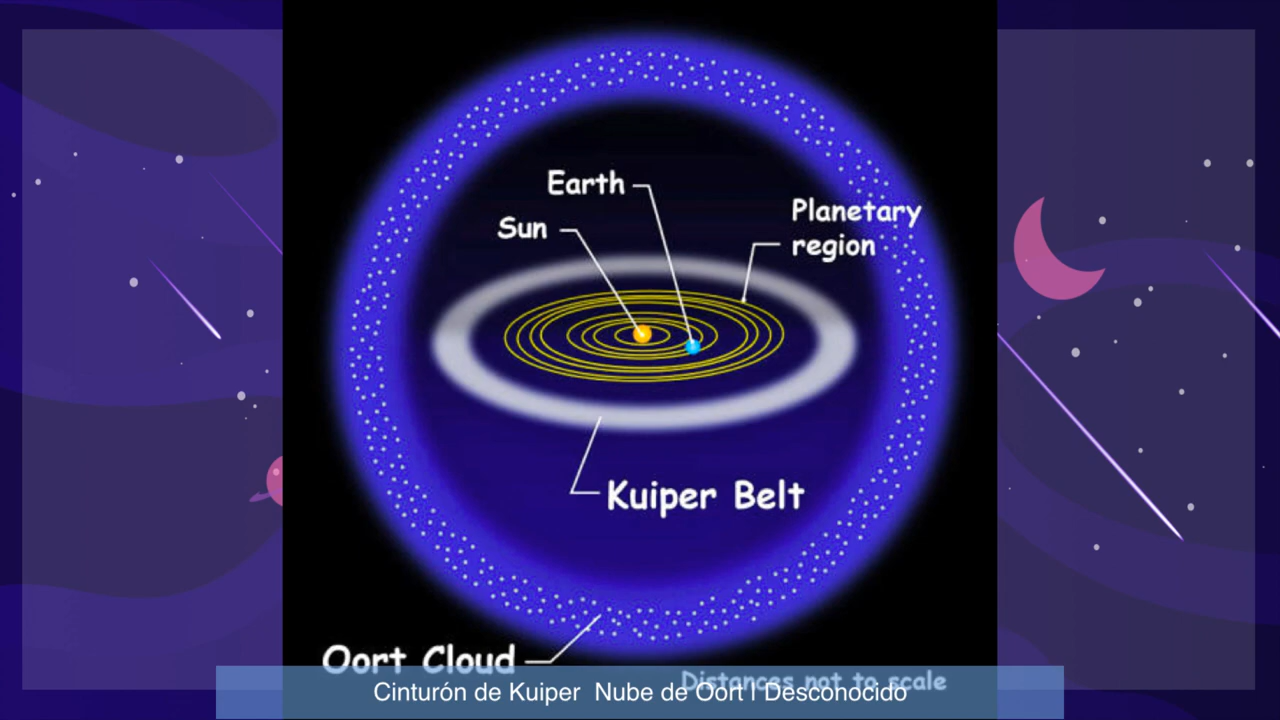 Earth
Sun
Planetary
region
Kuiper Belt
Oort Cloud
Distances not to scale
Cinturón de Kuiper  Nube de Oort | Desconocido